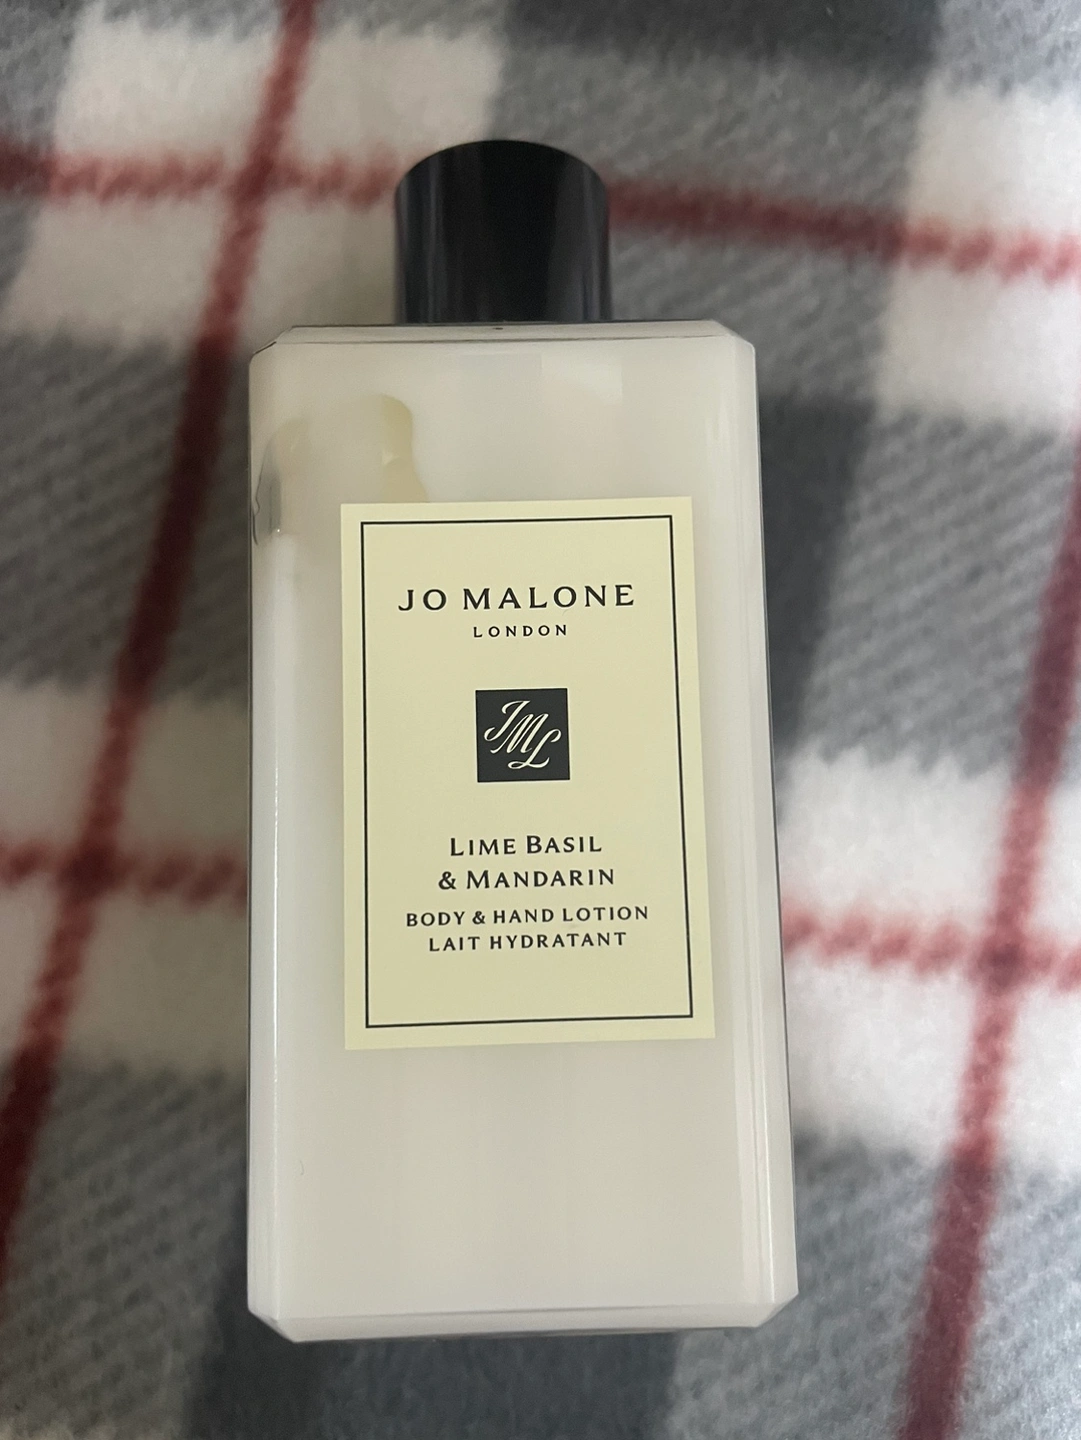 JO MALONE
LONDON
JML
LIME BASIL
& MANDARIN
BODY & HAND LOTION
LAIT HYDRATANT